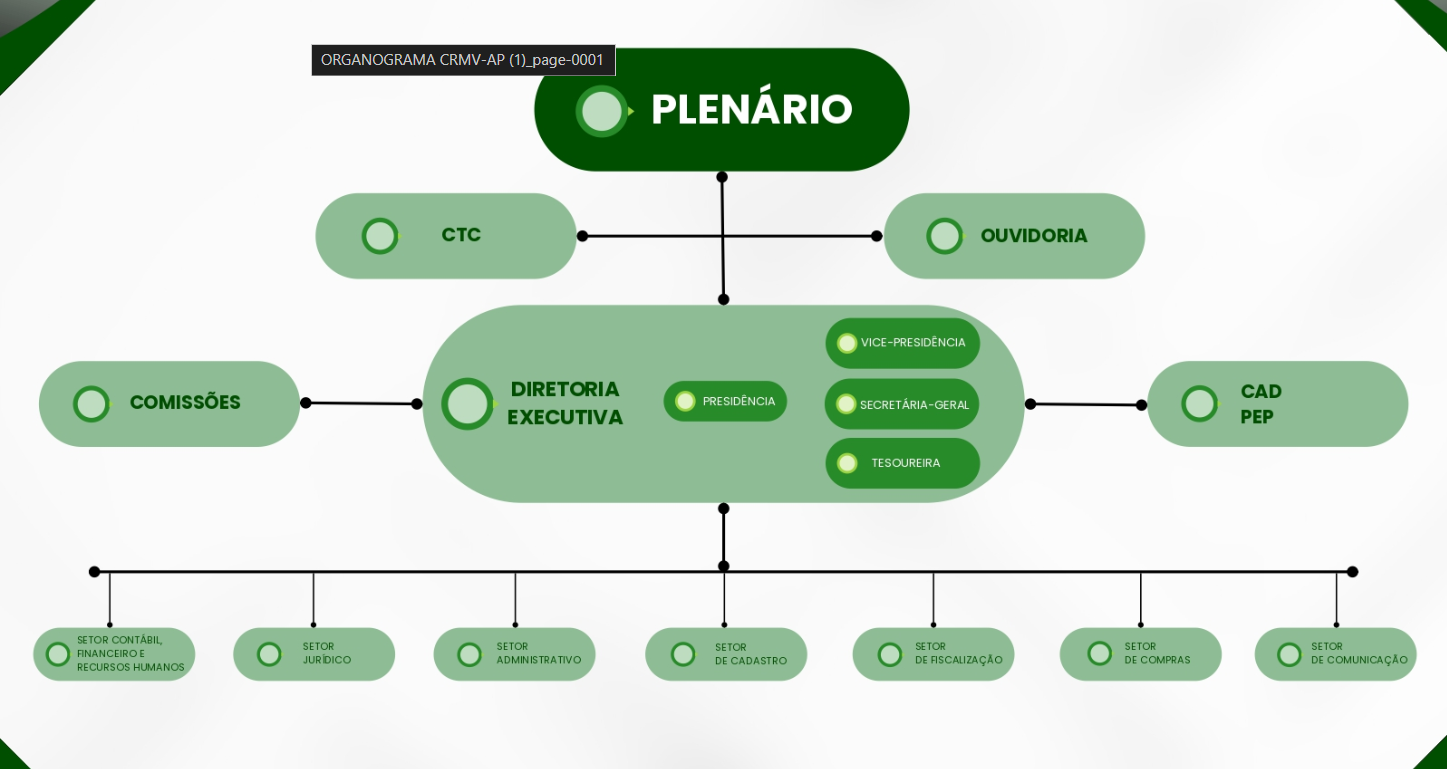 ORGANOGRAMA CRMV-AP (1)_page-0001
PLENÁRIO
CTC
OUVIDORIA
COMISSÕES
DIRETORIA
EXECUTIVA
PRESIDÊNCIA
VICE-PRESIDÊNCIA
SECRETÁRIA-GERAL
TESOUREIRA
CAD
PEP
SETOR CONTÁBIL,
FINANCEIRO E
RECURSOS HUMANOS
SETOR
JURÍDICO
SETOR
ADMINISTRATIVO
SETOR
DE CADASTRO
SETOR
DE FISCALIZAÇÃO
SETOR
DE COMPRAS
SETOR
DE COMUNICAÇÃO